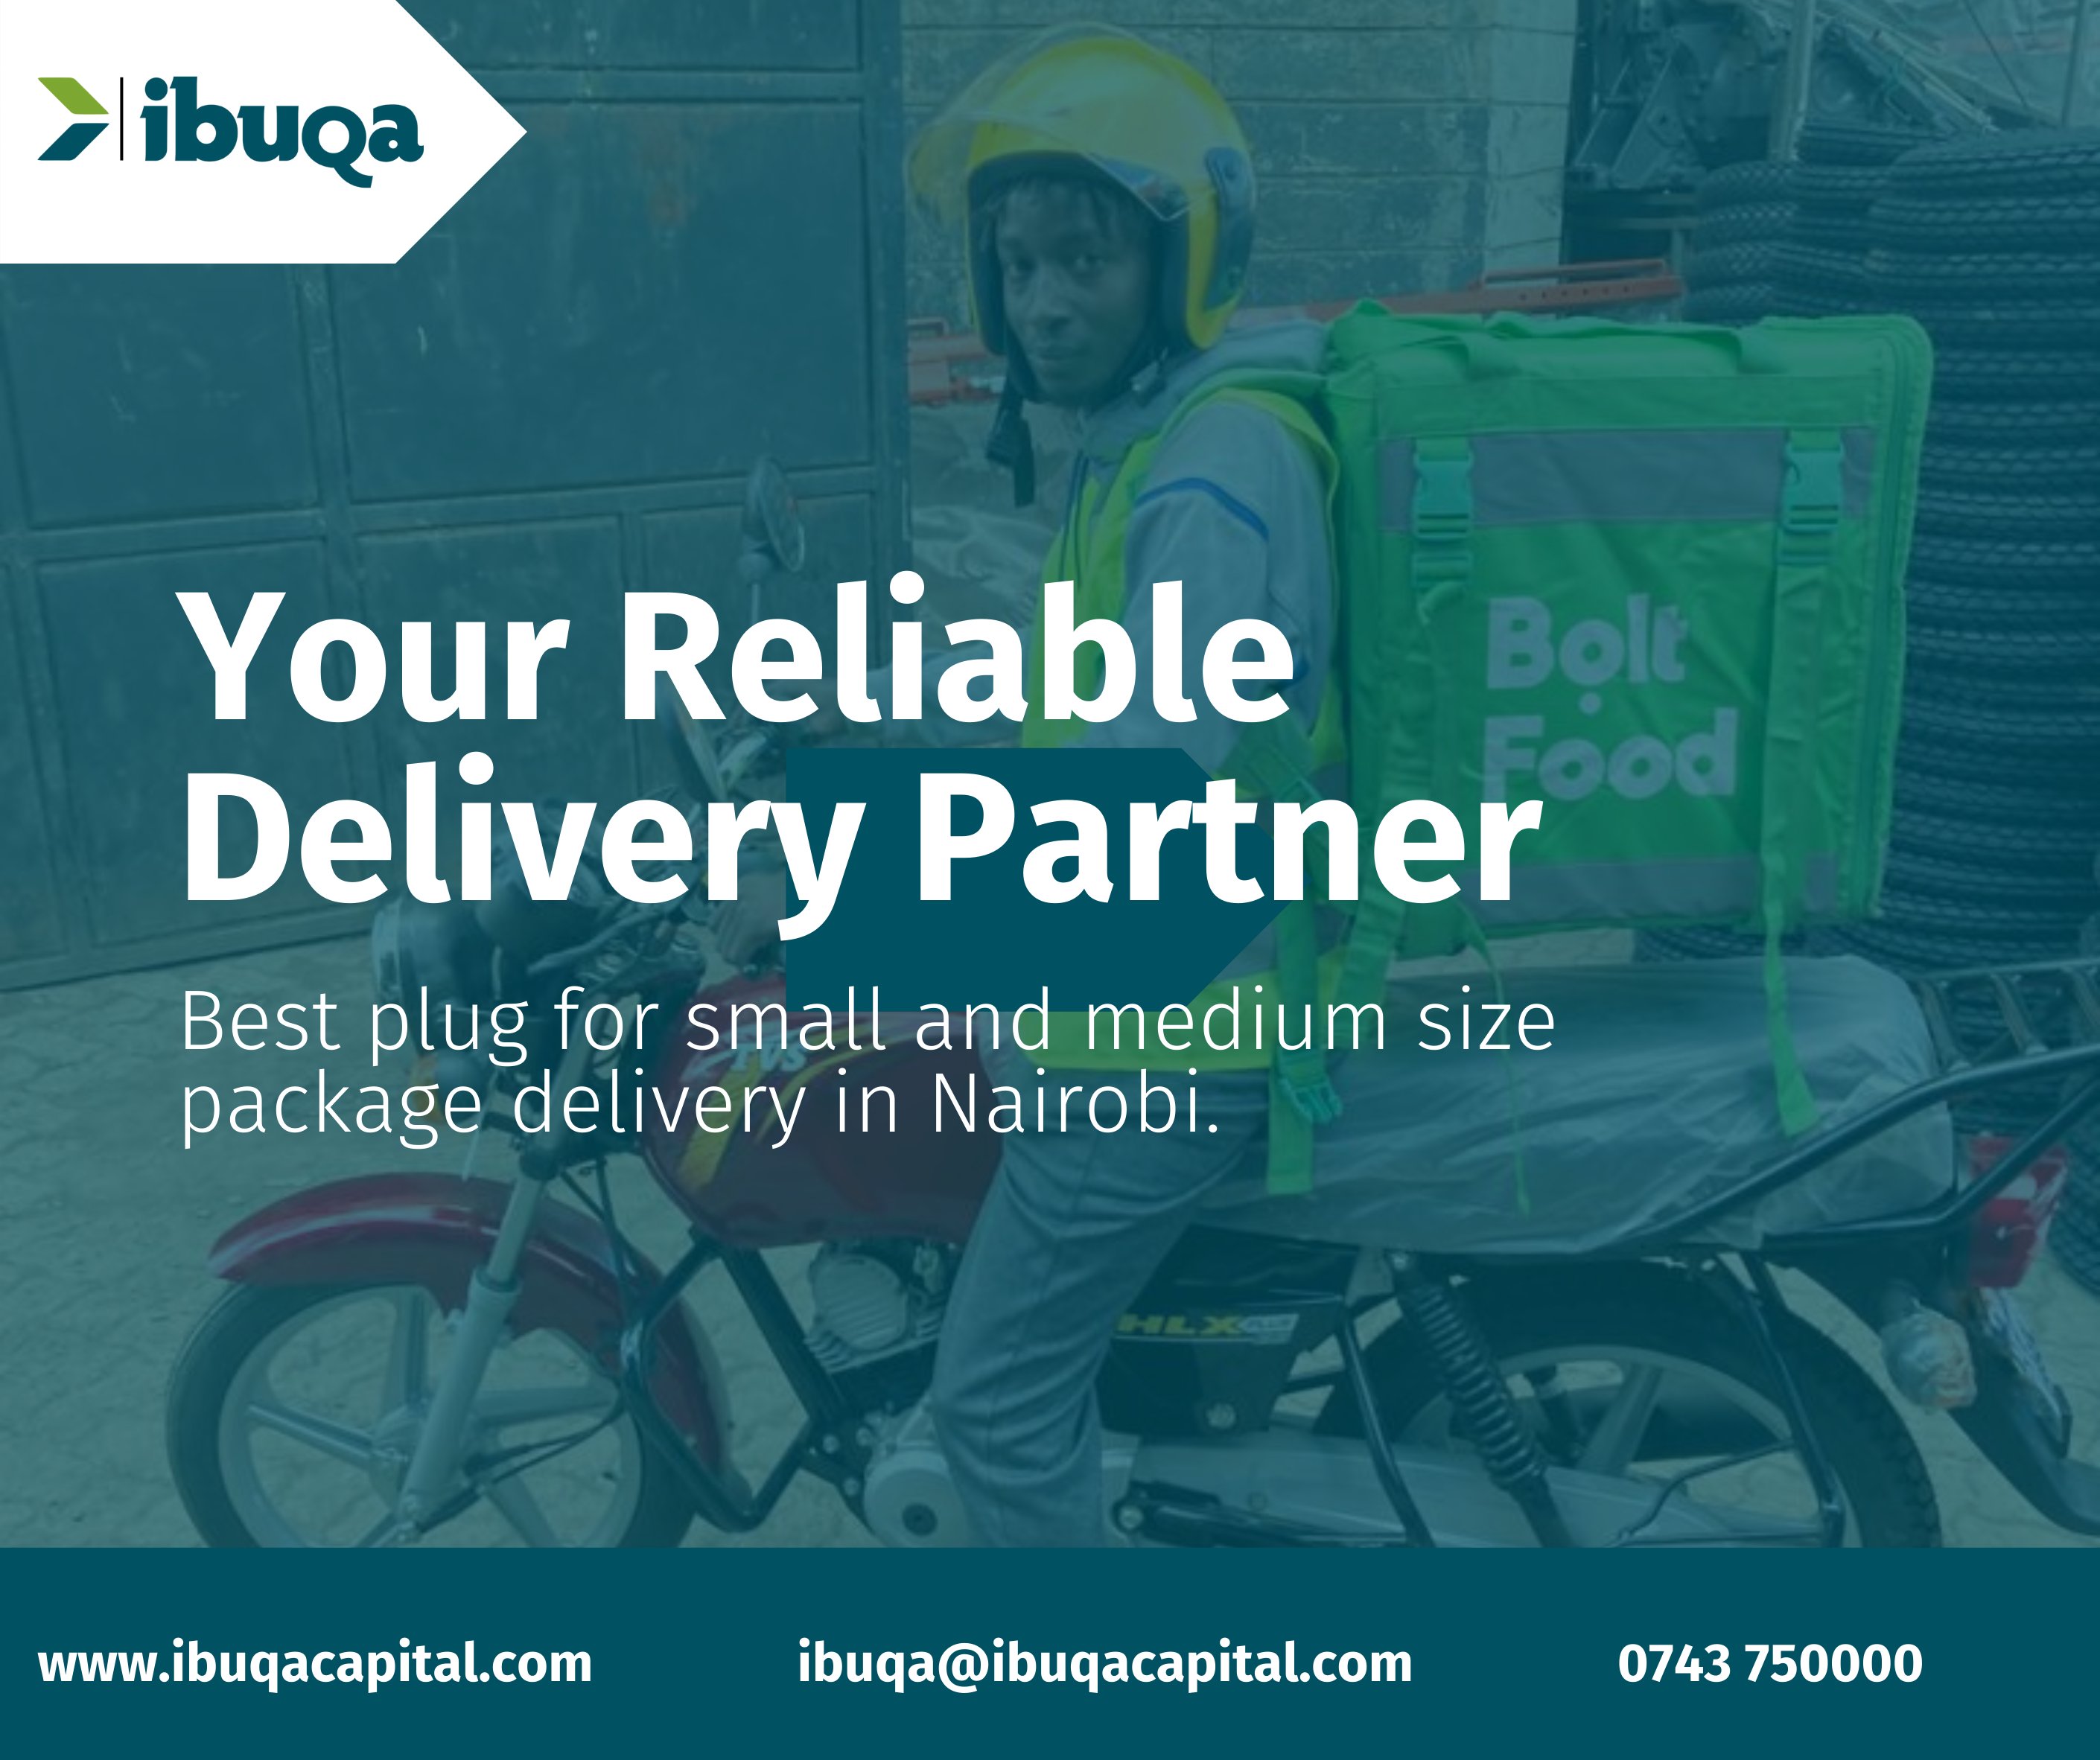 ibuqa
Bolt
Food
Your Reliable
Delivery Partner
Best plug for small and medium size
package delivery in Nairobi.
TVS
HLX
www.ibuqacapital.com
ibuqa@ibuqacapital.com
0743 750000